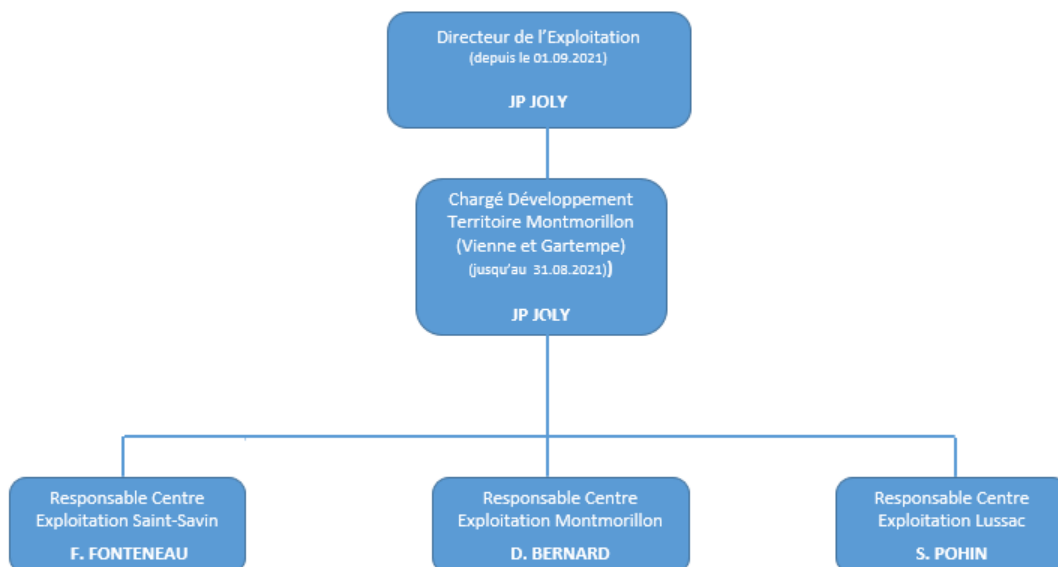 Directeur de l'Exploitation
(depuis le 01.09.2021)
JP JOLY
Chargé Développement
Territoire Montmorillon
(Vienne et Gartempe)
(jusqu'au 31.08.2021))
JP JOLY
Responsable Centre
Exploitation Saint-Savin
F. FONTENEAU
Responsable Centre
Exploitation Montmorillon
D. BERNARD
Responsable Centre
Exploitation Lussac
S. POHIN